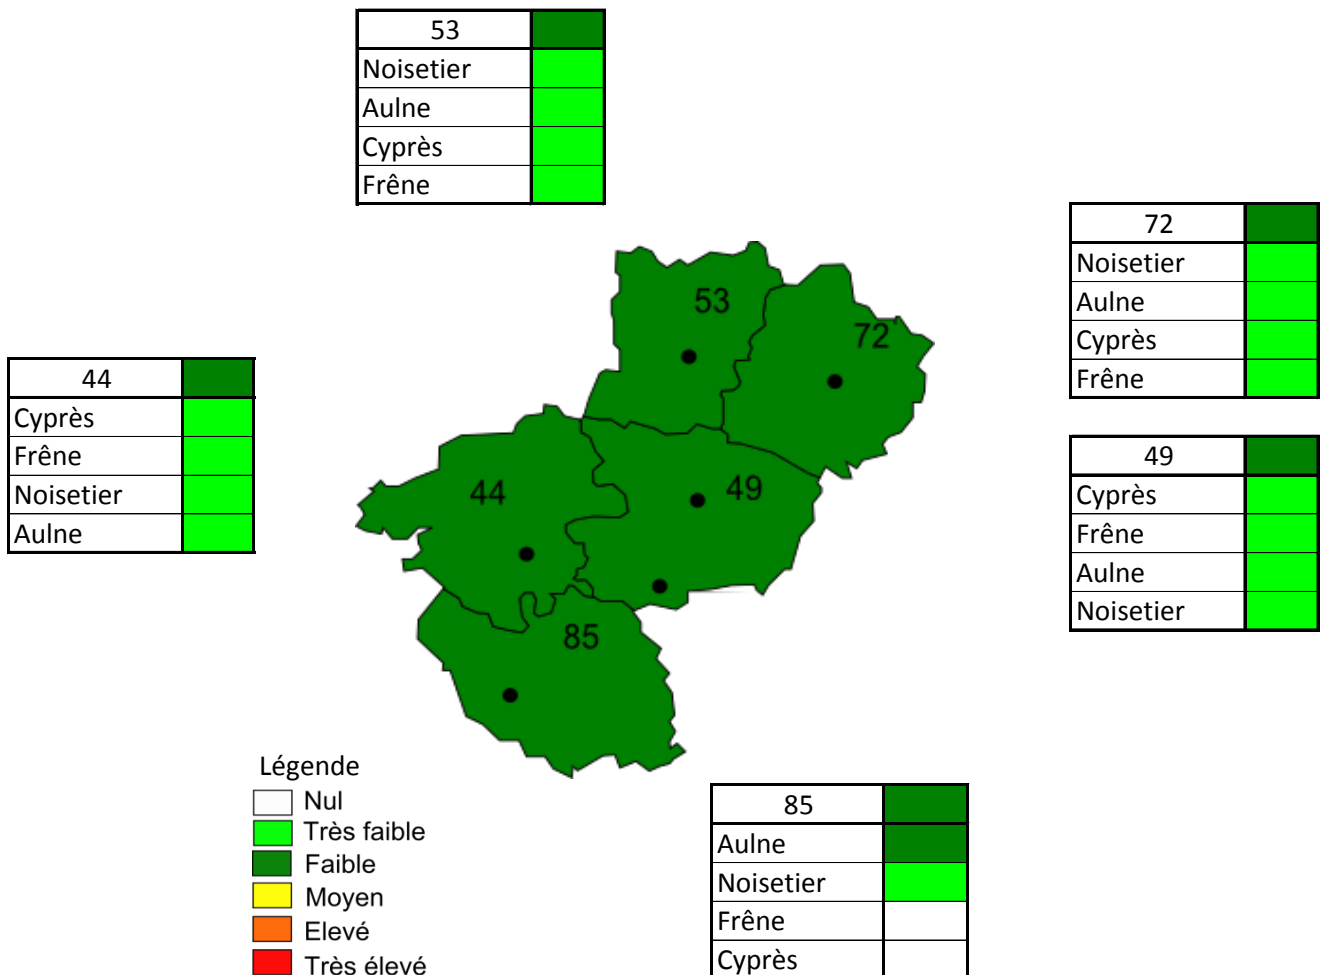 53
Noisetier
Aulne
Cyprès
Frêne
72
Noisetier
Aulne
Cyprès
Frêne
44
Cyprès
Frêne
Noisetier
Aulne
49
Cyprès
Frêne
Aulne
Noisetier
53
72
44
49
85
Légende
Nul
Très faible
Faible
Moyen
Elevé
Très élevé
85
Aulne
Noisetier
Frêne
Cyprès